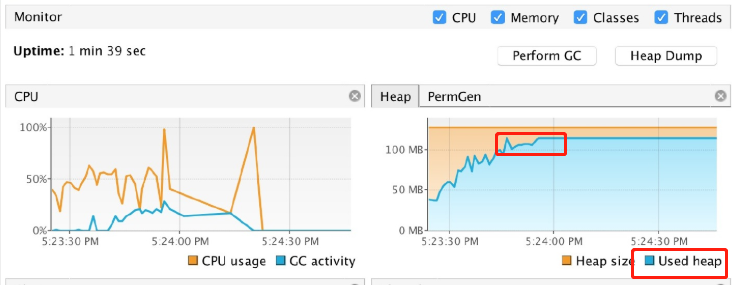 Monitor
CPU Memory Classes Threads
Uptime: 1 min 39 sec
Perform GC Heap Dump
CPU
Heap PermGen
100%
50%
0%
5:23:30 PM 5:24:00 PM 5:24:30 PM
CPU usage GC activity
100 MB
50 MB
0 MB
5:23:30 PM 5:24:00 PM 5:24:30 PM
Heap size Used heap